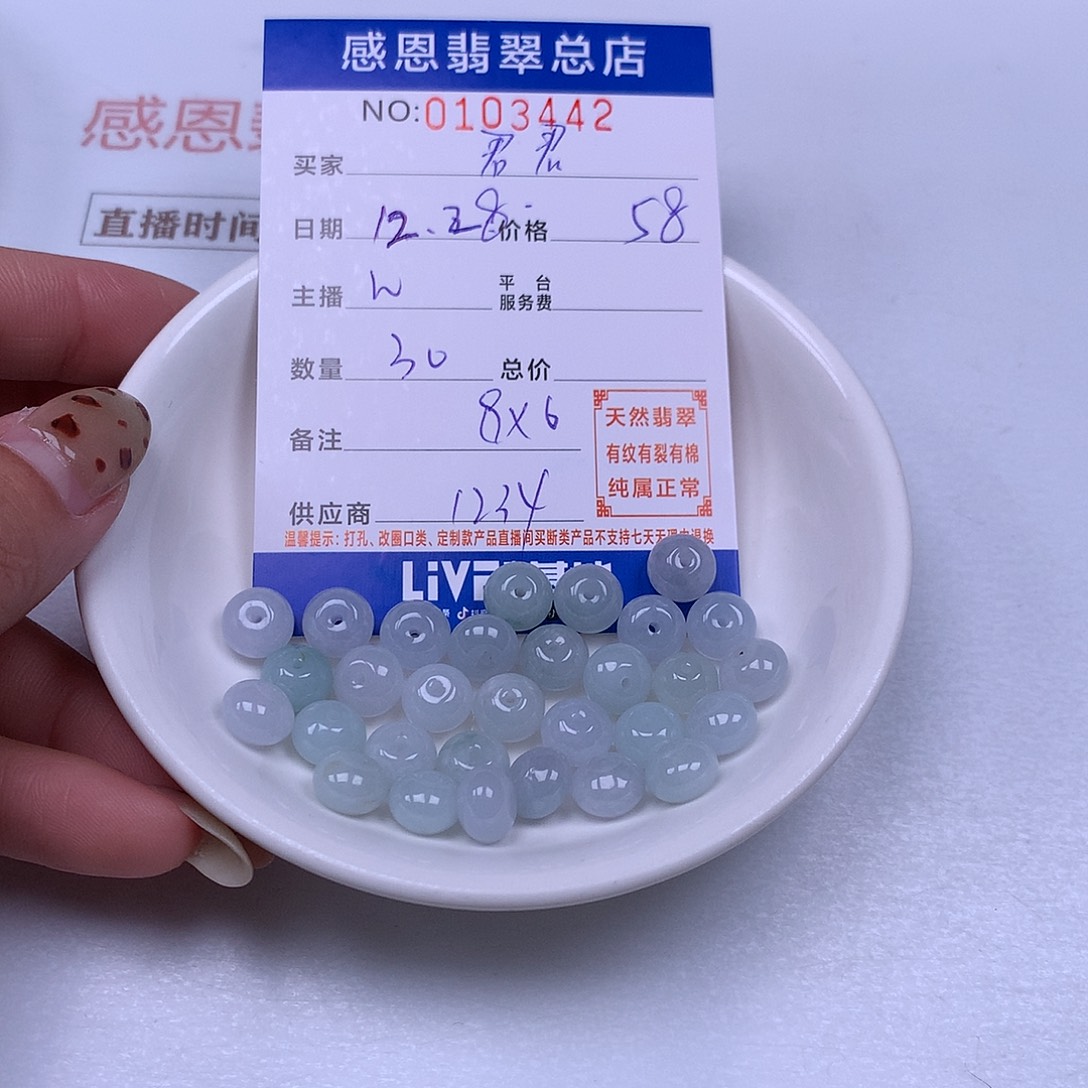 感恩翡翠总店
NO:0103442
感恩
买家 君君
直播时间
日期 12.28 价格 58
主播 W 平台服务费
数量 30 总价
备注 8X6
天然翡翠
有纹有裂有棉
纯属正常
供应商 1234
温馨提示:打孔、改圈口类、定制款产品直播间买断类产品不支持七天无理由退换